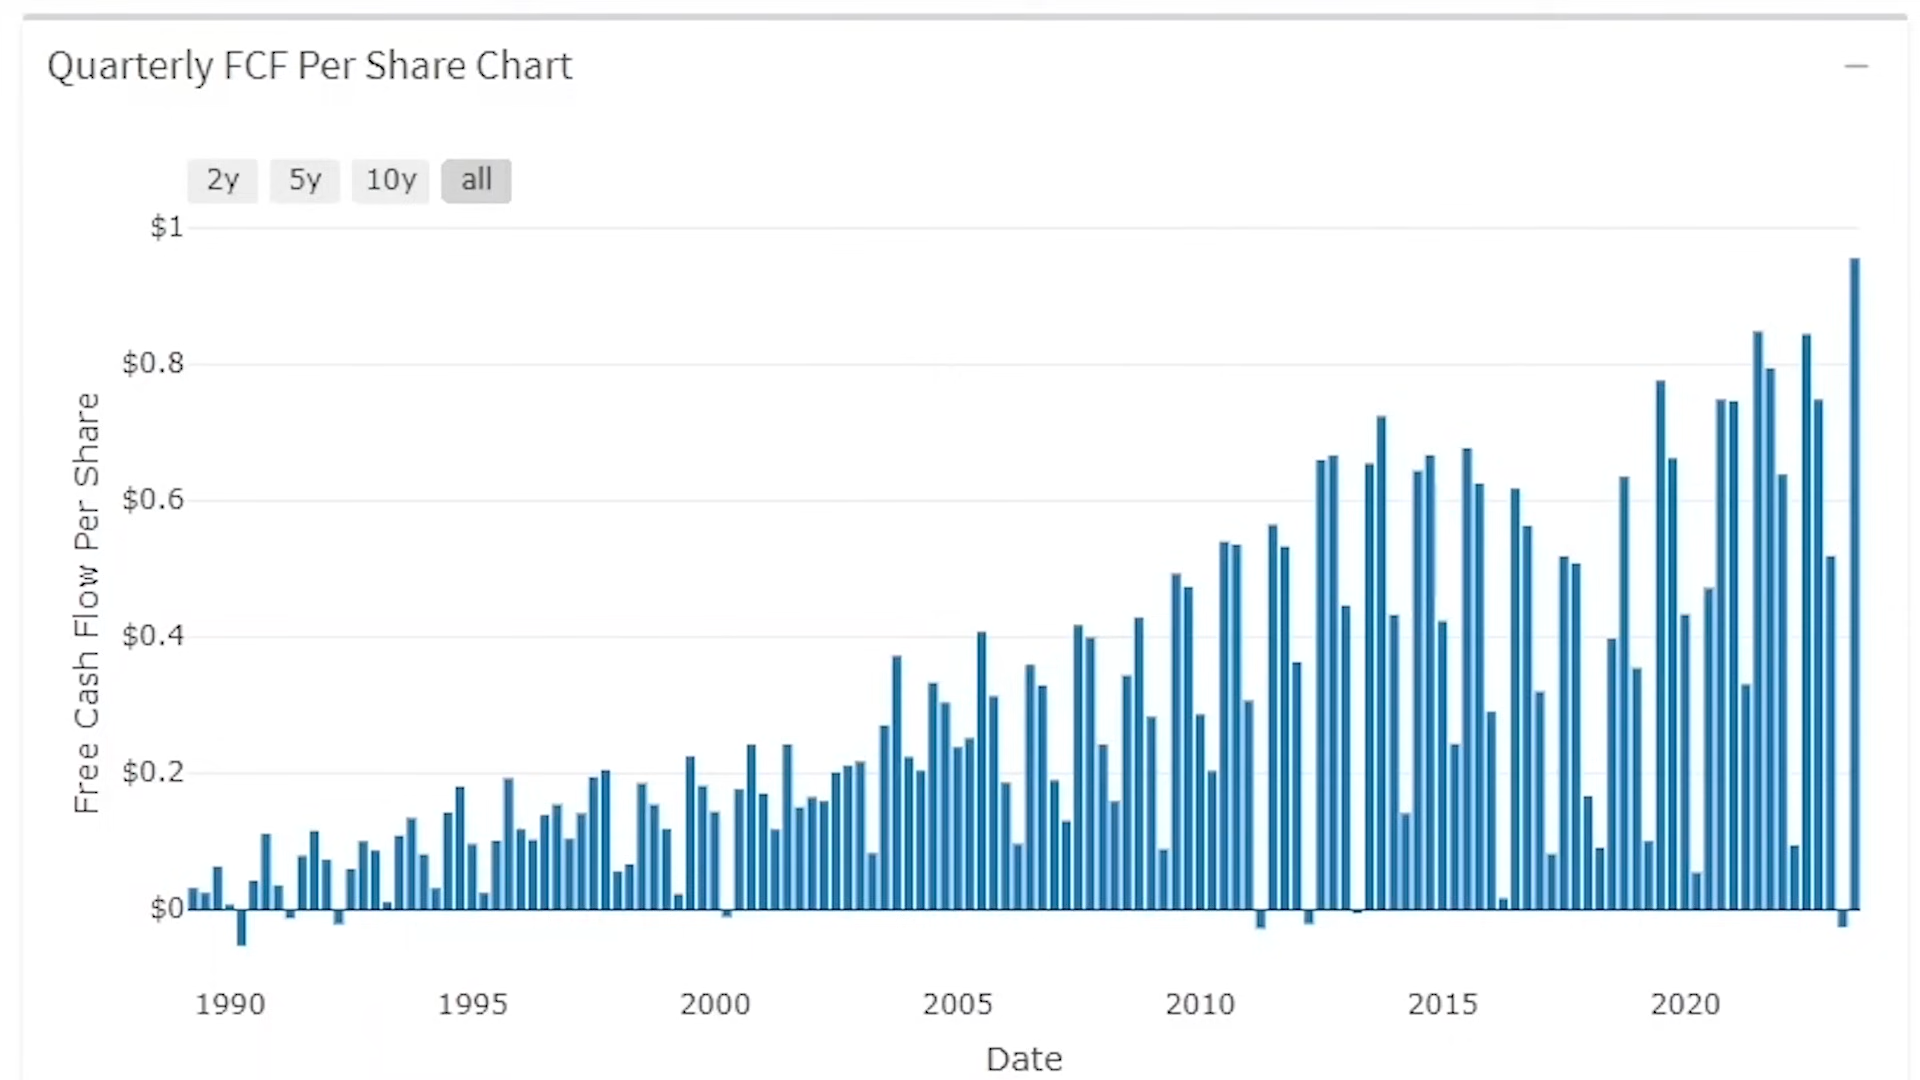 Quarterly FCF Per Share Chart
2y 5y 10y all
$1
$0.8
$0.6
$0.4
$0.2
$0
Free Cash Flow Per Share
1990 1995 2000 2005 2010 2015 2020
Date